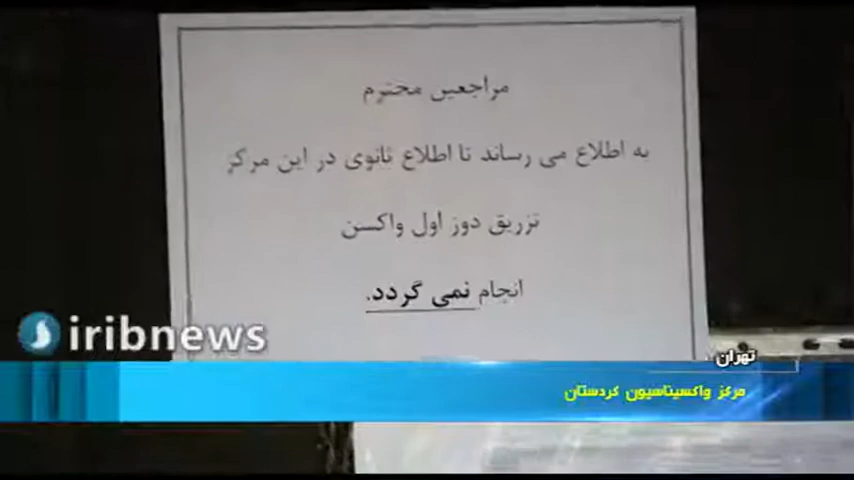 مراجعین محترم
به اطلاع می رساند تا اطلاع ثانوی در این مرکز
تزریق دوز اول واکسن
انجام نمی گردد.
iribnews
تهران
مرکز واکسیناسیون کردستان